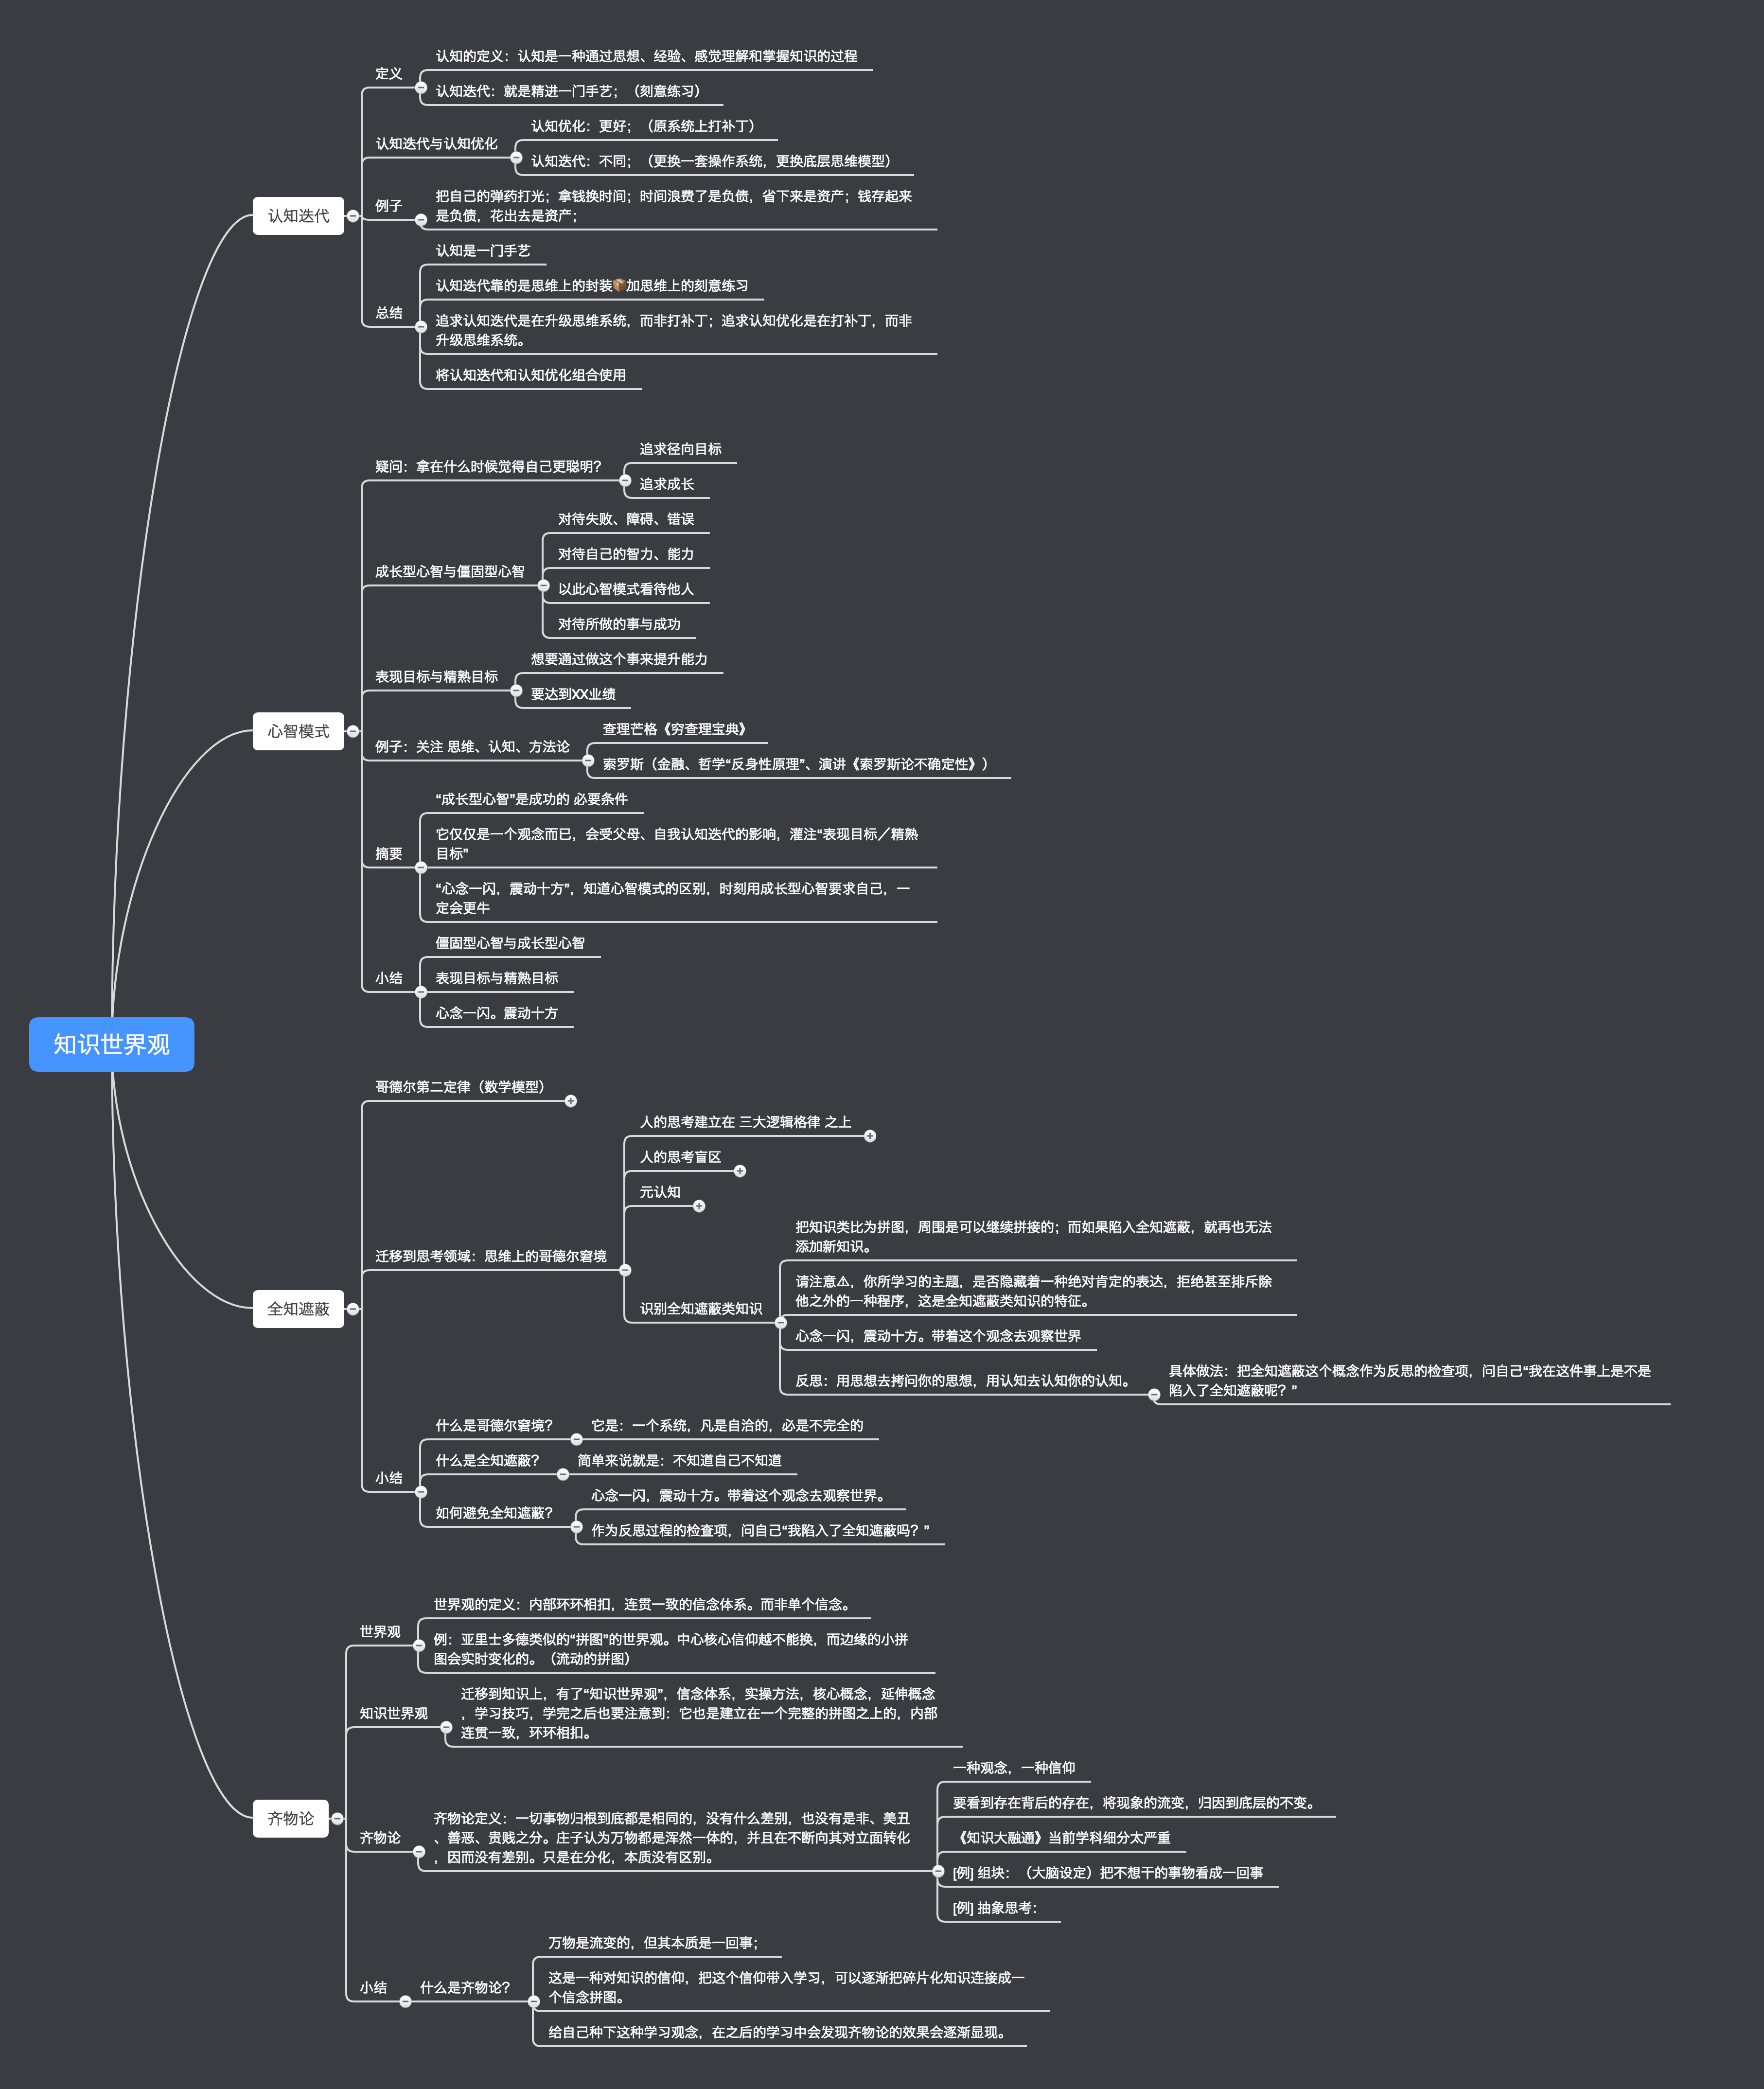 知识世界观
认知迭代
定义
认知的定义：认知是一种通过思想、经验、感觉理解和掌握知识的过程
认知迭代：就是精进一门手艺；（刻意练习）
认知迭代与认知优化
认知优化：更好；（原系统上打补丁）
认知迭代：不同；（更换一套操作系统，更换底层思维模型）
例子
把自己的弹药打光；拿钱换时间；时间浪费了是负债，省下来是资产；钱存起来
是负债，花出去是资产；
总结
认知是一门手艺
认知迭代靠的是思维上的封装📦加思维上的刻意练习
追求认知迭代是在升级思维系统，而非打补丁；追求认知优化是在打补丁，而非
升级思维系统。
将认知迭代和认知优化组合使用
心智模式
疑问：拿在什么时候觉得自己更聪明？
追求径向目标
追求成长
成长型心智与僵固型心智
对待失败、障碍、错误
对待自己的智力、能力
以此心智模式看待他人
对待所做的事与成功
表现目标与精熟目标
想要通过做这个事来提升能力
要达到XX业绩
例子：关注 思维、认知、方法论
查理芒格《穷查理宝典》
索罗斯（金融、哲学“反身性原理”、演讲《索罗斯论不确定性》）
摘要
“成长型心智”是成功的 必要条件
它仅仅是一个观念而已，会受父母、自我认知迭代的影响，灌注“表现目标／精熟
目标”
“心念一闪，震动十方”，知道心智模式的区别，时刻用成长型心智要求自己，一
定会更牛
小结
僵固型心智与成长型心智
表现目标与精熟目标
心念一闪。震动十方
全知遮蔽
哥德尔第二定律（数学模型）
迁移到思考领域：思维上的哥德尔窘境
人的思考建立在 三大逻辑格律 之上
人的思考盲区
元认知
识别全知遮蔽类知识
把知识类比为拼图，周围是可以继续拼接的；而如果陷入全知遮蔽，就再也无法
添加新知识。
请注意⚠，你所学习的主题，是否隐藏着一种绝对肯定的表达，拒绝甚至排斥除
他之外的一种程序，这是全知遮蔽类知识的特征。
心念一闪，震动十方。带着这个观念去观察世界
反思：用思想去拷问你的思想，用认知去认知你的认知。
具体做法：把全知遮蔽这个概念作为反思的检查项，问自己“我在这件事上是不是
陷入了全知遮蔽呢？”
小结
什么是哥德尔窘境？
它是：一个系统，凡是自洽的，必是不完全的
什么是全知遮蔽？
简单来说就是：不知道自己不知道
如何避免全知遮蔽？
心念一闪，震动十方。带着这个观念去观察世界。
作为反思过程的检查项，问自己“我陷入了全知遮蔽吗？”
齐物论
世界观
世界观的定义：内部环环相扣，连贯一致的信念体系。而非单个信念。
例：亚里士多德类似的“拼图”的世界观。中心核心信仰越不能换，而边缘的小拼
图会实时变化的。（流动的拼图）
知识世界观
迁移到知识上，有了“知识世界观”，信念体系，实操方法，核心概念，延伸概念
，学习技巧，学完之后也要注意到：它也是建立在一个完整的拼图之上的，内部
连贯一致，环环相扣。
齐物论
齐物论定义：一切事物归根到底都是相同的，没有什么差别，也没有是非、美丑
、善恶、贵贱之分。庄子认为万物都是浑然一体的，并且在不断向其对立面转化
，因而没有差别。只是在分化，本质没有区别。
一种观念，一种信仰
要看到存在背后的存在，将现象的流变，归因到底层的不变。
《知识大融通》当前学科细分太严重
[例] 组块：（大脑设定）把不想干的事物看成一回事
[例] 抽象思考：
小结
什么是齐物论？
万物是流变的，但其本质是一回事；
这是一种对知识的信仰，把这个信仰带入学习，可以逐渐把碎片化知识连接成一
个信念拼图。
给自己种下这种学习观念，在之后的学习中会发现齐物论的效果会逐渐显现。